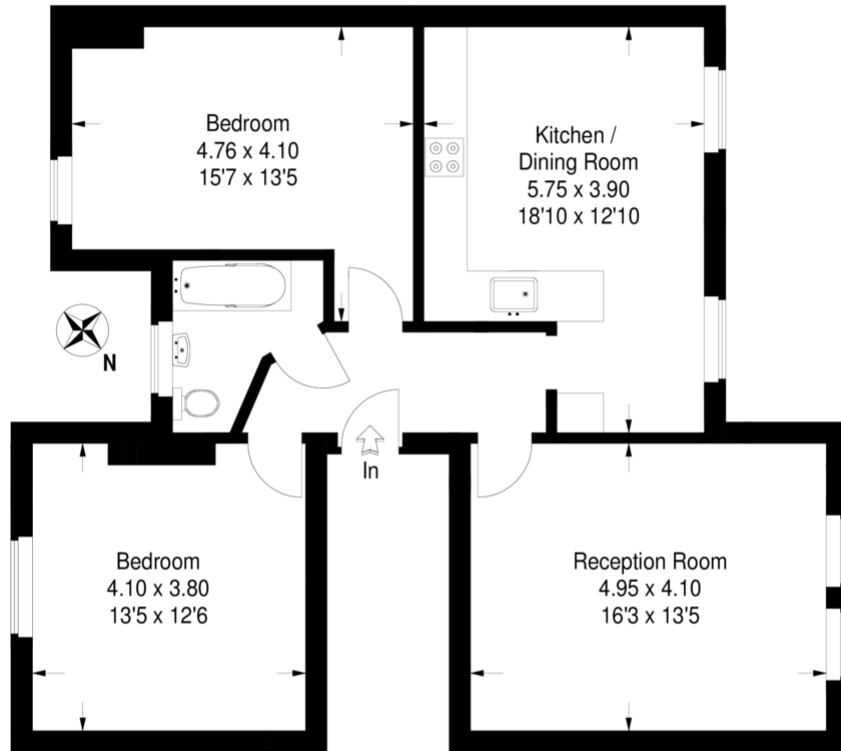 Bedroom
4.76 x 4.10
15'7 x 13'5
Kitchen /
Dining Room
5.75 x 3.90
18'10 x 12'10
N
In
Bedroom
4.10 x 3.80
13'5 x 12'6
Reception Room
4.95 x 4.10
16'3 x 13'5